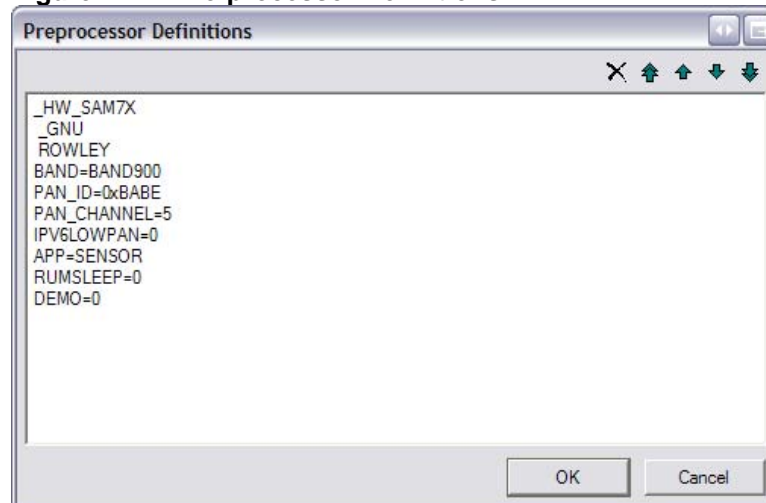 Preprocessor Definitions
_HW_SAM7X
_GNU
ROWLEY
BAND=BAND900
PAN_ID=0xBABE
PAN_CHANNEL=5
IPV6LOWPAN=0
APP=SENSOR
RUMSLEEP=0
DEMO=0
OK Cancel